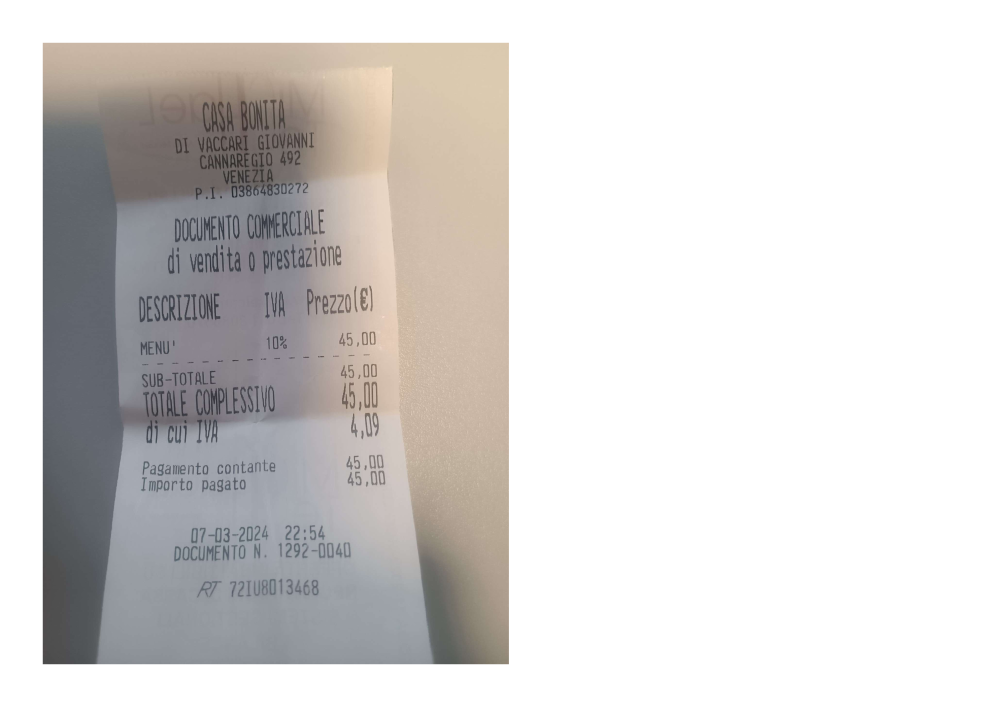 CASA BONITA
DI VACCARI GIOVANNI
CANNAREGIO 492
VENEZIA
P.I. 03864830272
DOCUMENTO COMMERCIALE
di vendita o prestazione
DESCRIZIONE IVA Prezzo(€)
MENU' 10% 45,00
SUB-TOTALE 45,00
TOTALE COMPLESSIVO 45,00
di cui IVA 4,09
Pagamento contante 45,00
Importo pagato 45,00
07-03-2024 22:54
DOCUMENTO N. 1292-0040
RT 72IU8013468